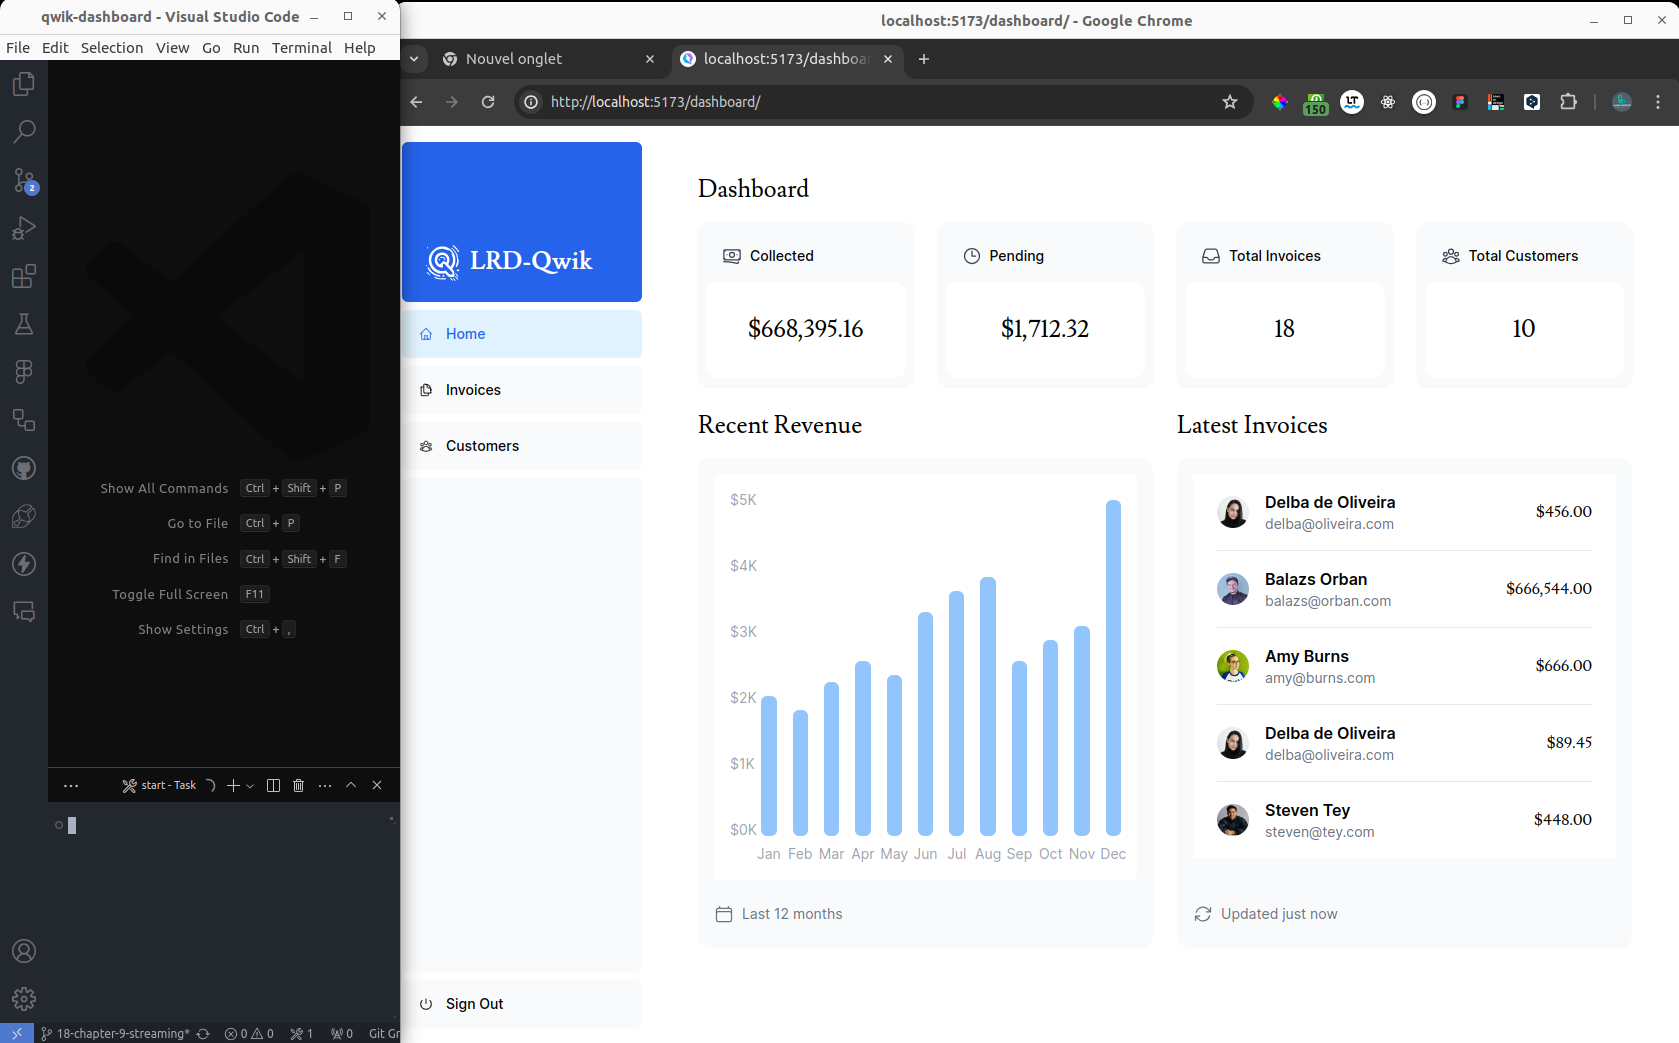 qwik-dashboard - Visual Studio Code
File Edit Selection View Go Run Terminal Help
2
Show All Commands Ctrl + Shift + P
Go to File Ctrl + P
Find in Files Ctrl + Shift + F
Toggle Full Screen F11
Show Settings Ctrl + ,
start - Task
18-chapter-9-streaming* 0 0 1 0 Git Gr
localhost:5173/dashboard/ - Google Chrome
Nouvel onglet
localhost:5173/dashboar
http://localhost:5173/dashboard/
150
LT
LRD-Qwik
Home
Invoices
Customers
Sign Out
Dashboard
Collected
$668,395.16
Pending
$1,712.32
Total Invoices
18
Total Customers
10
Recent Revenue
$5K
$4K
$3K
$2K
$1K
$0K
Jan Feb Mar Apr May Jun Jul Aug Sep Oct Nov Dec
Last 12 months
Latest Invoices
Delba de Oliveira
delba@oliveira.com
$456.00
Balazs Orban
balazs@orban.com
$666,544.00
Amy Burns
amy@burns.com
$666.00
Delba de Oliveira
delba@oliveira.com
$89.45
Steven Tey
steven@tey.com
$448.00
Updated just now